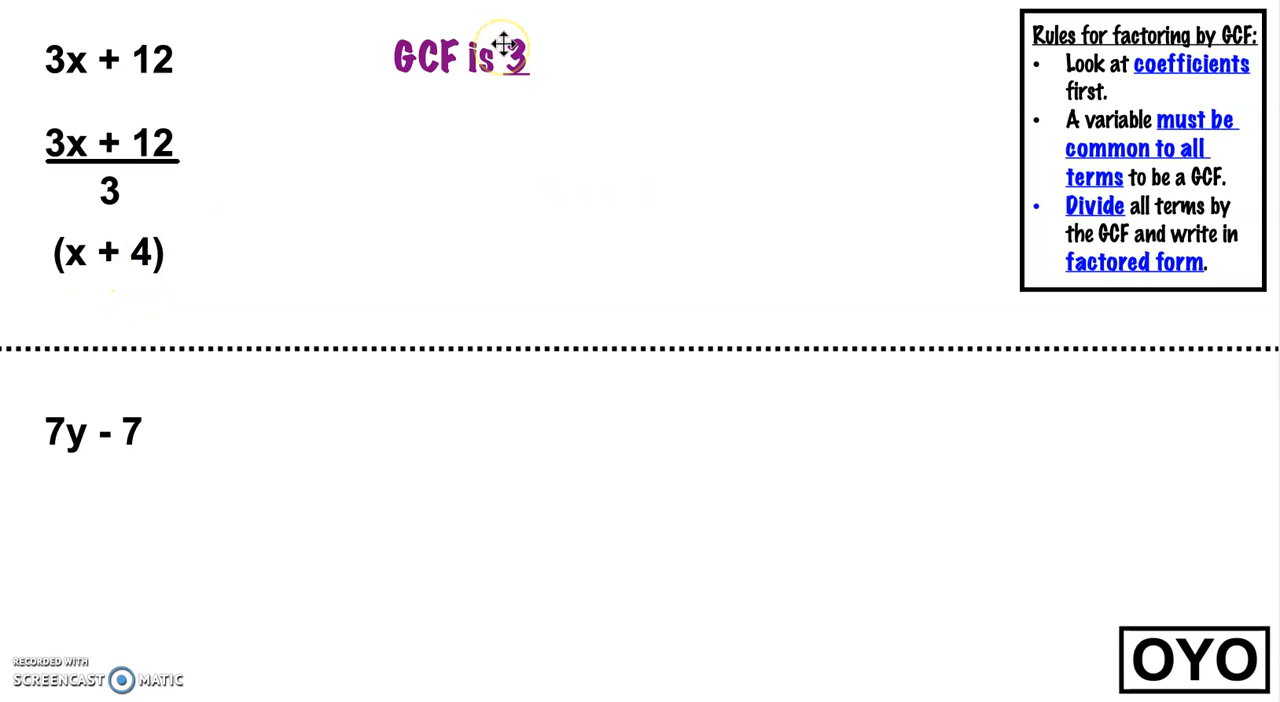 3x + 12
GCF is 3
3x + 12
3
(x + 4)
Rules for factoring by GCF:
• Look at coefficients
first.
• A variable must be
common to all
terms to be a GCF.
• Divide all terms by
the GCF and write in
factored form.
7y - 7
RECORDED WITH
SCREENCAST MATIC
OYO